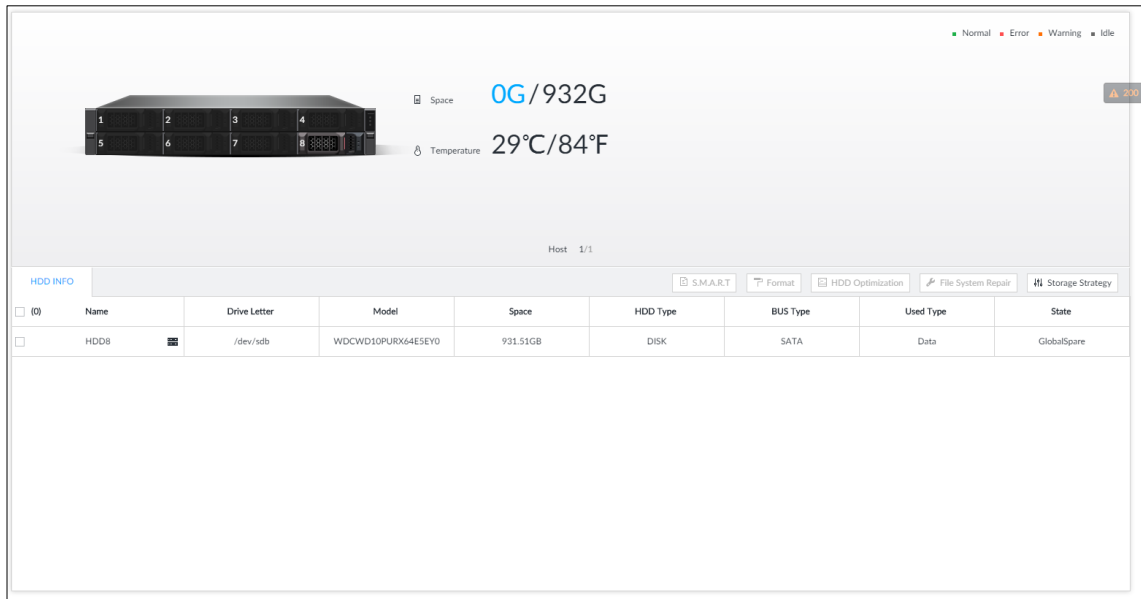 Normal Error Warning Idle
Space 0G/932G
200
1 2 3 4
Temperature 29℃/84℉
5 6 7 8
Host 1/1
HDD INFO S.M.A.R.T Format HDD Optimization File System Repair Storage Strategy
(0) Name Drive Letter Model Space HDD Type BUS Type Used Type State
HDD8 /dev/sdb WDCWD10PURX64E5EY0 931.51GB DISK SATA Data GlobalSpare